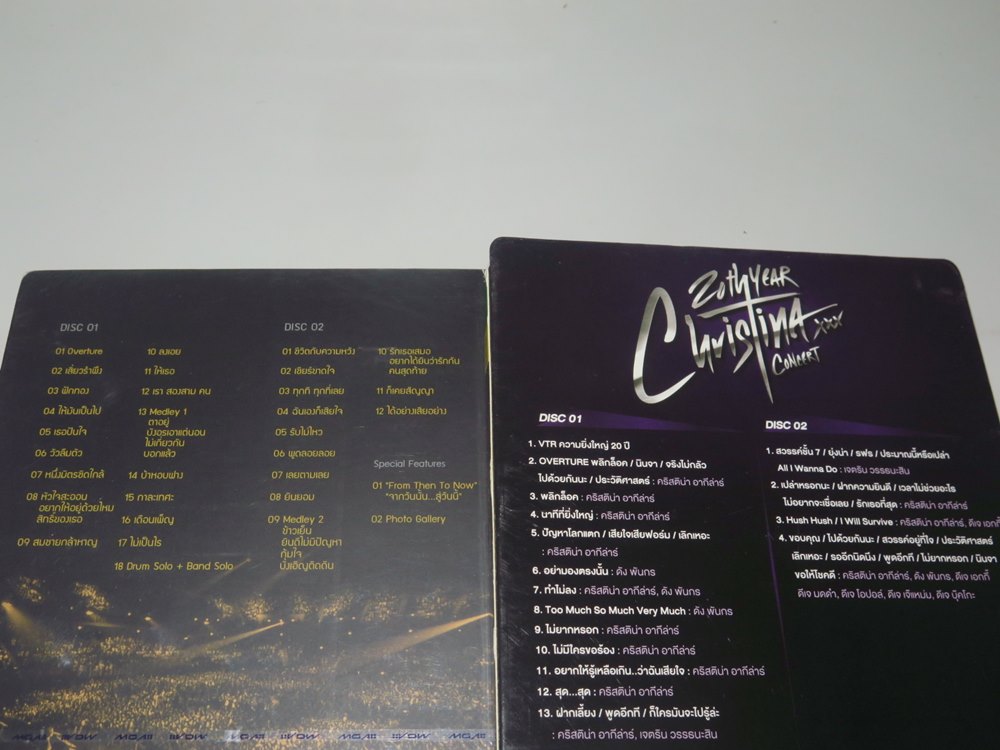 DISC 01
01 Overture
02 เสี่ยวรำพึง
03 ฟักทอง
04 ให้มันเป็นไป
05 เธอปันใจ
06 วัวลืมตัว
07 หนึ่งมิตรชิดใกล้
08 หัวใจสะออน
อยากให้อยู่ด้วยไหม
สิทธิ์ของเธอ
09 สมชายกล้าหาญ
10 ลงเอย
11 ให้เธอ
12 เรา สองสาม คน
13 Medley 1
ตาอยู่
บังอรเอาแต่นอน
ไม่เกี่ยวกัน
บอกแล้ว
14 บ้าหอบฟาง
15 กาละเทศะ
16 เดือนเพ็ญ
17 ไม่เป็นไร
18 Drum Solo + Band Solo
DISC 02
01 ชีวิตกับความหวัง
02 เชียร์ขาดใจ
03 ทุกที ทุกทีเลย
04 ฉันเองก็เสียใจ
05 รับไม่ไหว
06 พูดลอยลอย
07 เลยตามเลย
08 ยินยอม
09 Medley 2
ข้าวเย็น
ยินดีไม่มีปัญหา
กุ้มใจ
บังเอิญติดดิน
10 รักเธอเสมอ
อยากได้ยินว่ารักกัน
คนสุดท้าย
11 ก็เคยสัญญา
12 ได้อย่างเสียอย่าง
Special Features
01 "From Then To Now"
"จากวันนั้น...สู่วันนี้"
02 Photo Gallery
20th YEAR
Christina xxx
CONCERT
DISC 01
1. VTR ความยิ่งใหญ่ 20 ปี
2. OVERTURE พลิกล็อค / นินจา / จริงไม่กลัว
ไปด้วยกันนะ / ประวัติศาสตร์ : คริสติน่า อากีล่าร์
3. พลิกล็อค : คริสติน่า อากีล่าร์
4. นาทีที่ยิ่งใหญ่ : คริสติน่า อากีล่าร์
5. ปัญหาโลกแตก / เสียใจเสียฟอร์ม / เลิกเหอะ
: คริสติน่า อากีล่าร์
6. อย่ามองตรงนั้น : ดัง พันกร
7. ทำไม่ลง : คริสติน่า อากีล่าร์, ดัง พันกร
8. Too Much So Much Very Much : ดัง พันกร
9. ไม่ยากหรอก : คริสติน่า อากีล่าร์
10. ไม่มีใครขอร้อง : คริสติน่า อากีล่าร์
11. อยากให้รู้เหลือเกิน..ว่าฉันเสียใจ : คริสติน่า อากีล่าร์
12. สุด...สุด : คริสติน่า อากีล่าร์
13. ฝากเลี้ยง / พูดอีกที / ก็ใครมันจะไปรู้ล่ะ
: คริสติน่า อากีล่าร์, เจตริน วรรธนะสิน
DISC 02
1. สวรรค์ชั้น 7 / ยุ่งน่า / รฟร / ประมาณนี้หรือเปล่า
All I Wanna Do : เจตริน วรรธนะสิน
2. เปล่าหรอกนะ / ฝากความยินดี / เวลาไม่ช่วยอะไร
ไม่อยากจะเชื่อเลย / รักเธอที่สุด : คริสติน่า อากีล่าร์
3. Hush Hush / I Will Survive : คริสติน่า อากีล่าร์, ดีเจ เอกกี้
4. ขอบคุณ / ไปด้วยกันนะ / สวรรค์อยู่ที่ใจ / ประวัติศาสตร์
เลิกเหอะ / รออีกนิดนึง / พูดอีกที / ไม่ยากหรอก / นินจา
ขอให้โชคดี : คริสติน่า อากีล่าร์, ดัง พันกร, ดีเจ เอกกี้
ดีเจ มดดำ, ดีเจ โอปอล์, ดีเจ เจ๊แหม่ม, ดีเจ บุ๊คโกะ